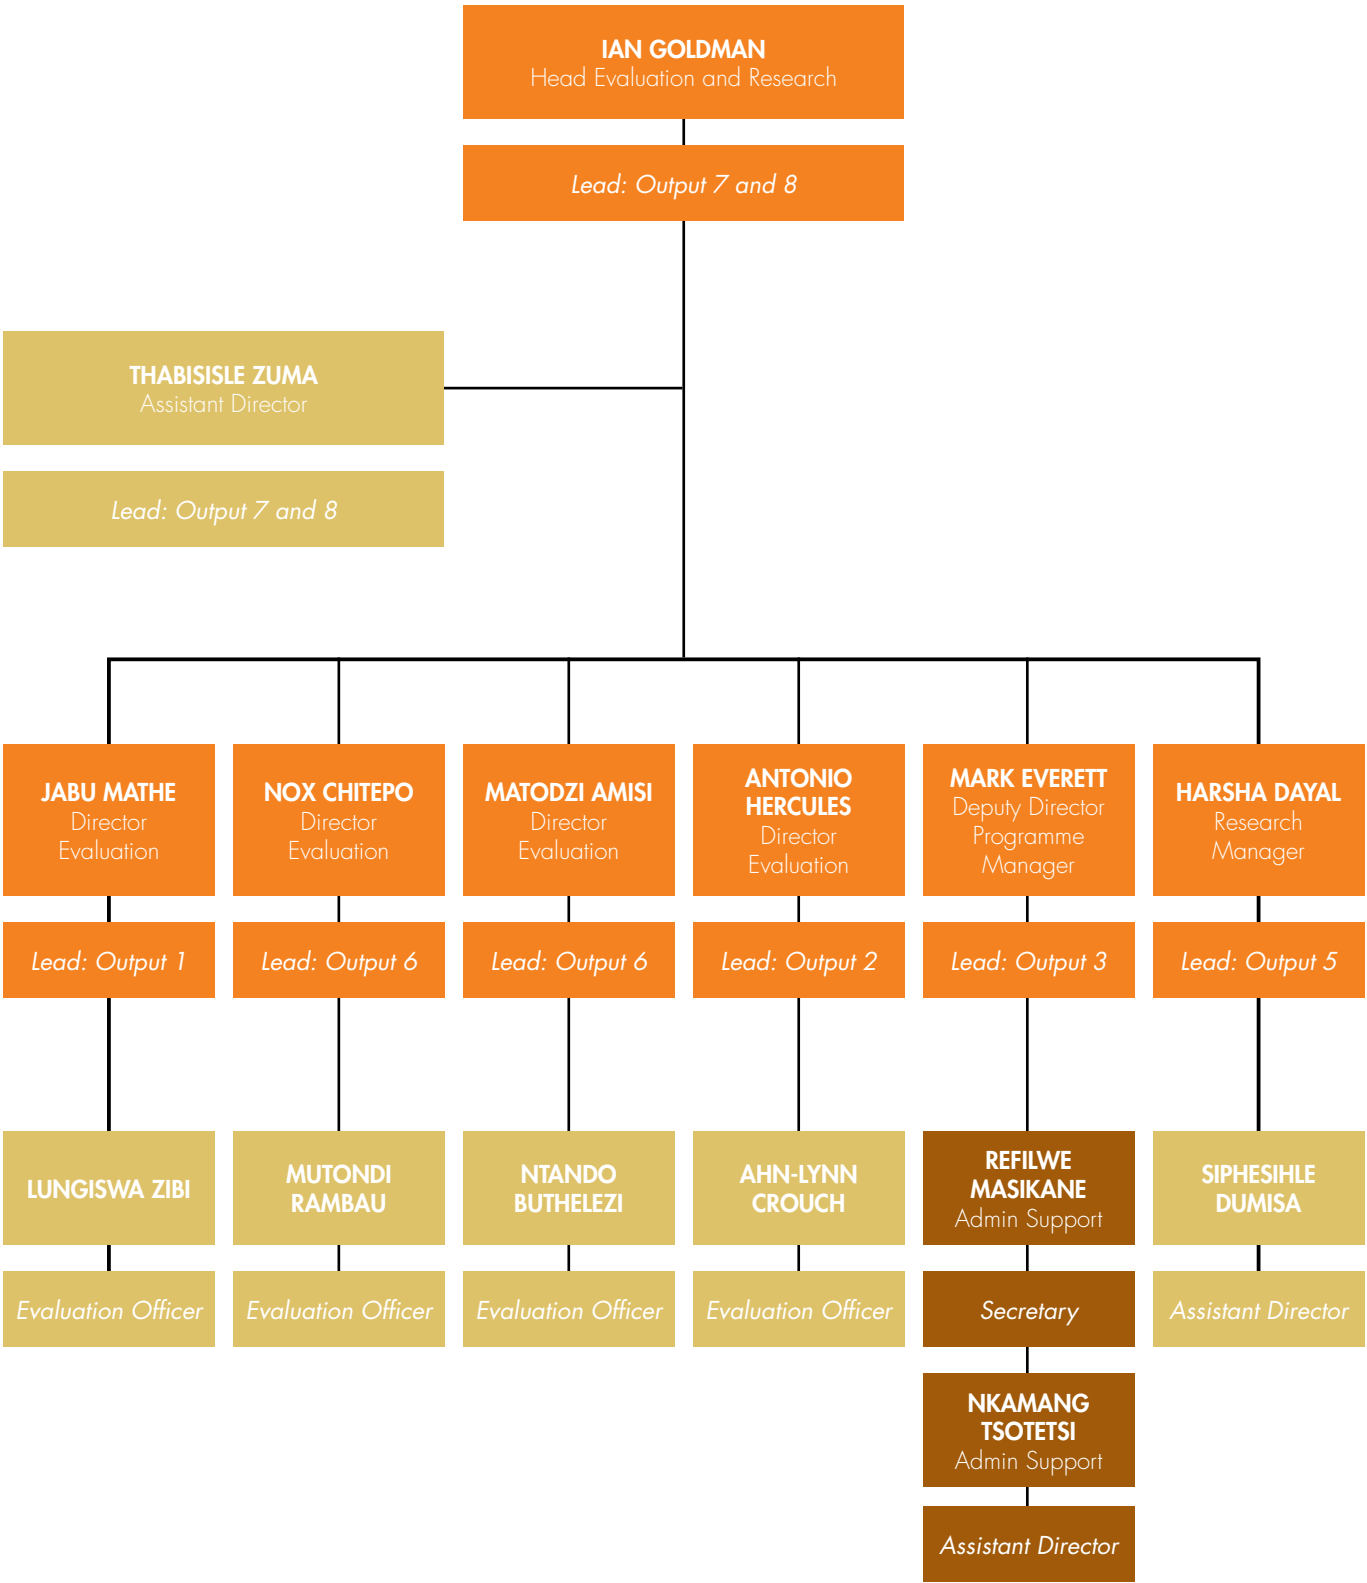 IAN GOLDMAN
Head Evaluation and Research
Lead: Output 7 and 8
THABISISLE ZUMA
Assistant Director
Lead: Output 7 and 8
JABU MATHE
Director
Evaluation
Lead: Output 1
NOX CHITEPO
Director
Evaluation
Lead: Output 6
MATODZI AMISI
Director
Evaluation
Lead: Output 6
ANTONIO
HERCULES
Director
Evaluation
Lead: Output 2
MARK EVERETT
Deputy Director
Programme
Manager
Lead: Output 3
HARSHA DAYAL
Research
Manager
Lead: Output 5
LUNGISWA ZIBI
Evaluation Officer
MUTONDI
RAMBAU
Evaluation Officer
NTANDO
BUTHELEZI
Evaluation Officer
AHN-LYNN
CROUCH
Evaluation Officer
REFILWE
MASIKANE
Admin Support
Secretary
NKAMANG
TSOTETSI
Admin Support
Assistant Director
SIPHESIHLE
DUMISA
Assistant Director